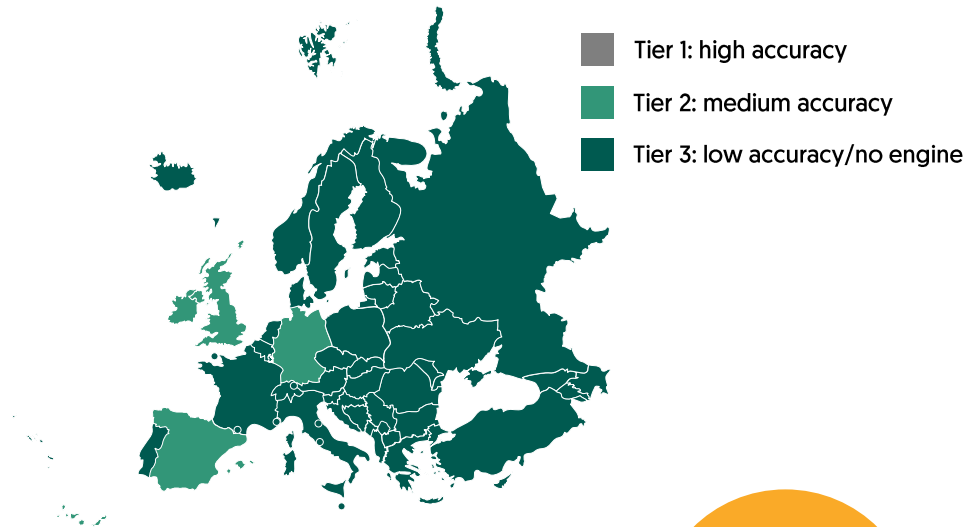 Tier 1: high accuracy
Tier 2: medium accuracy
Tier 3: low accuracy/no engine